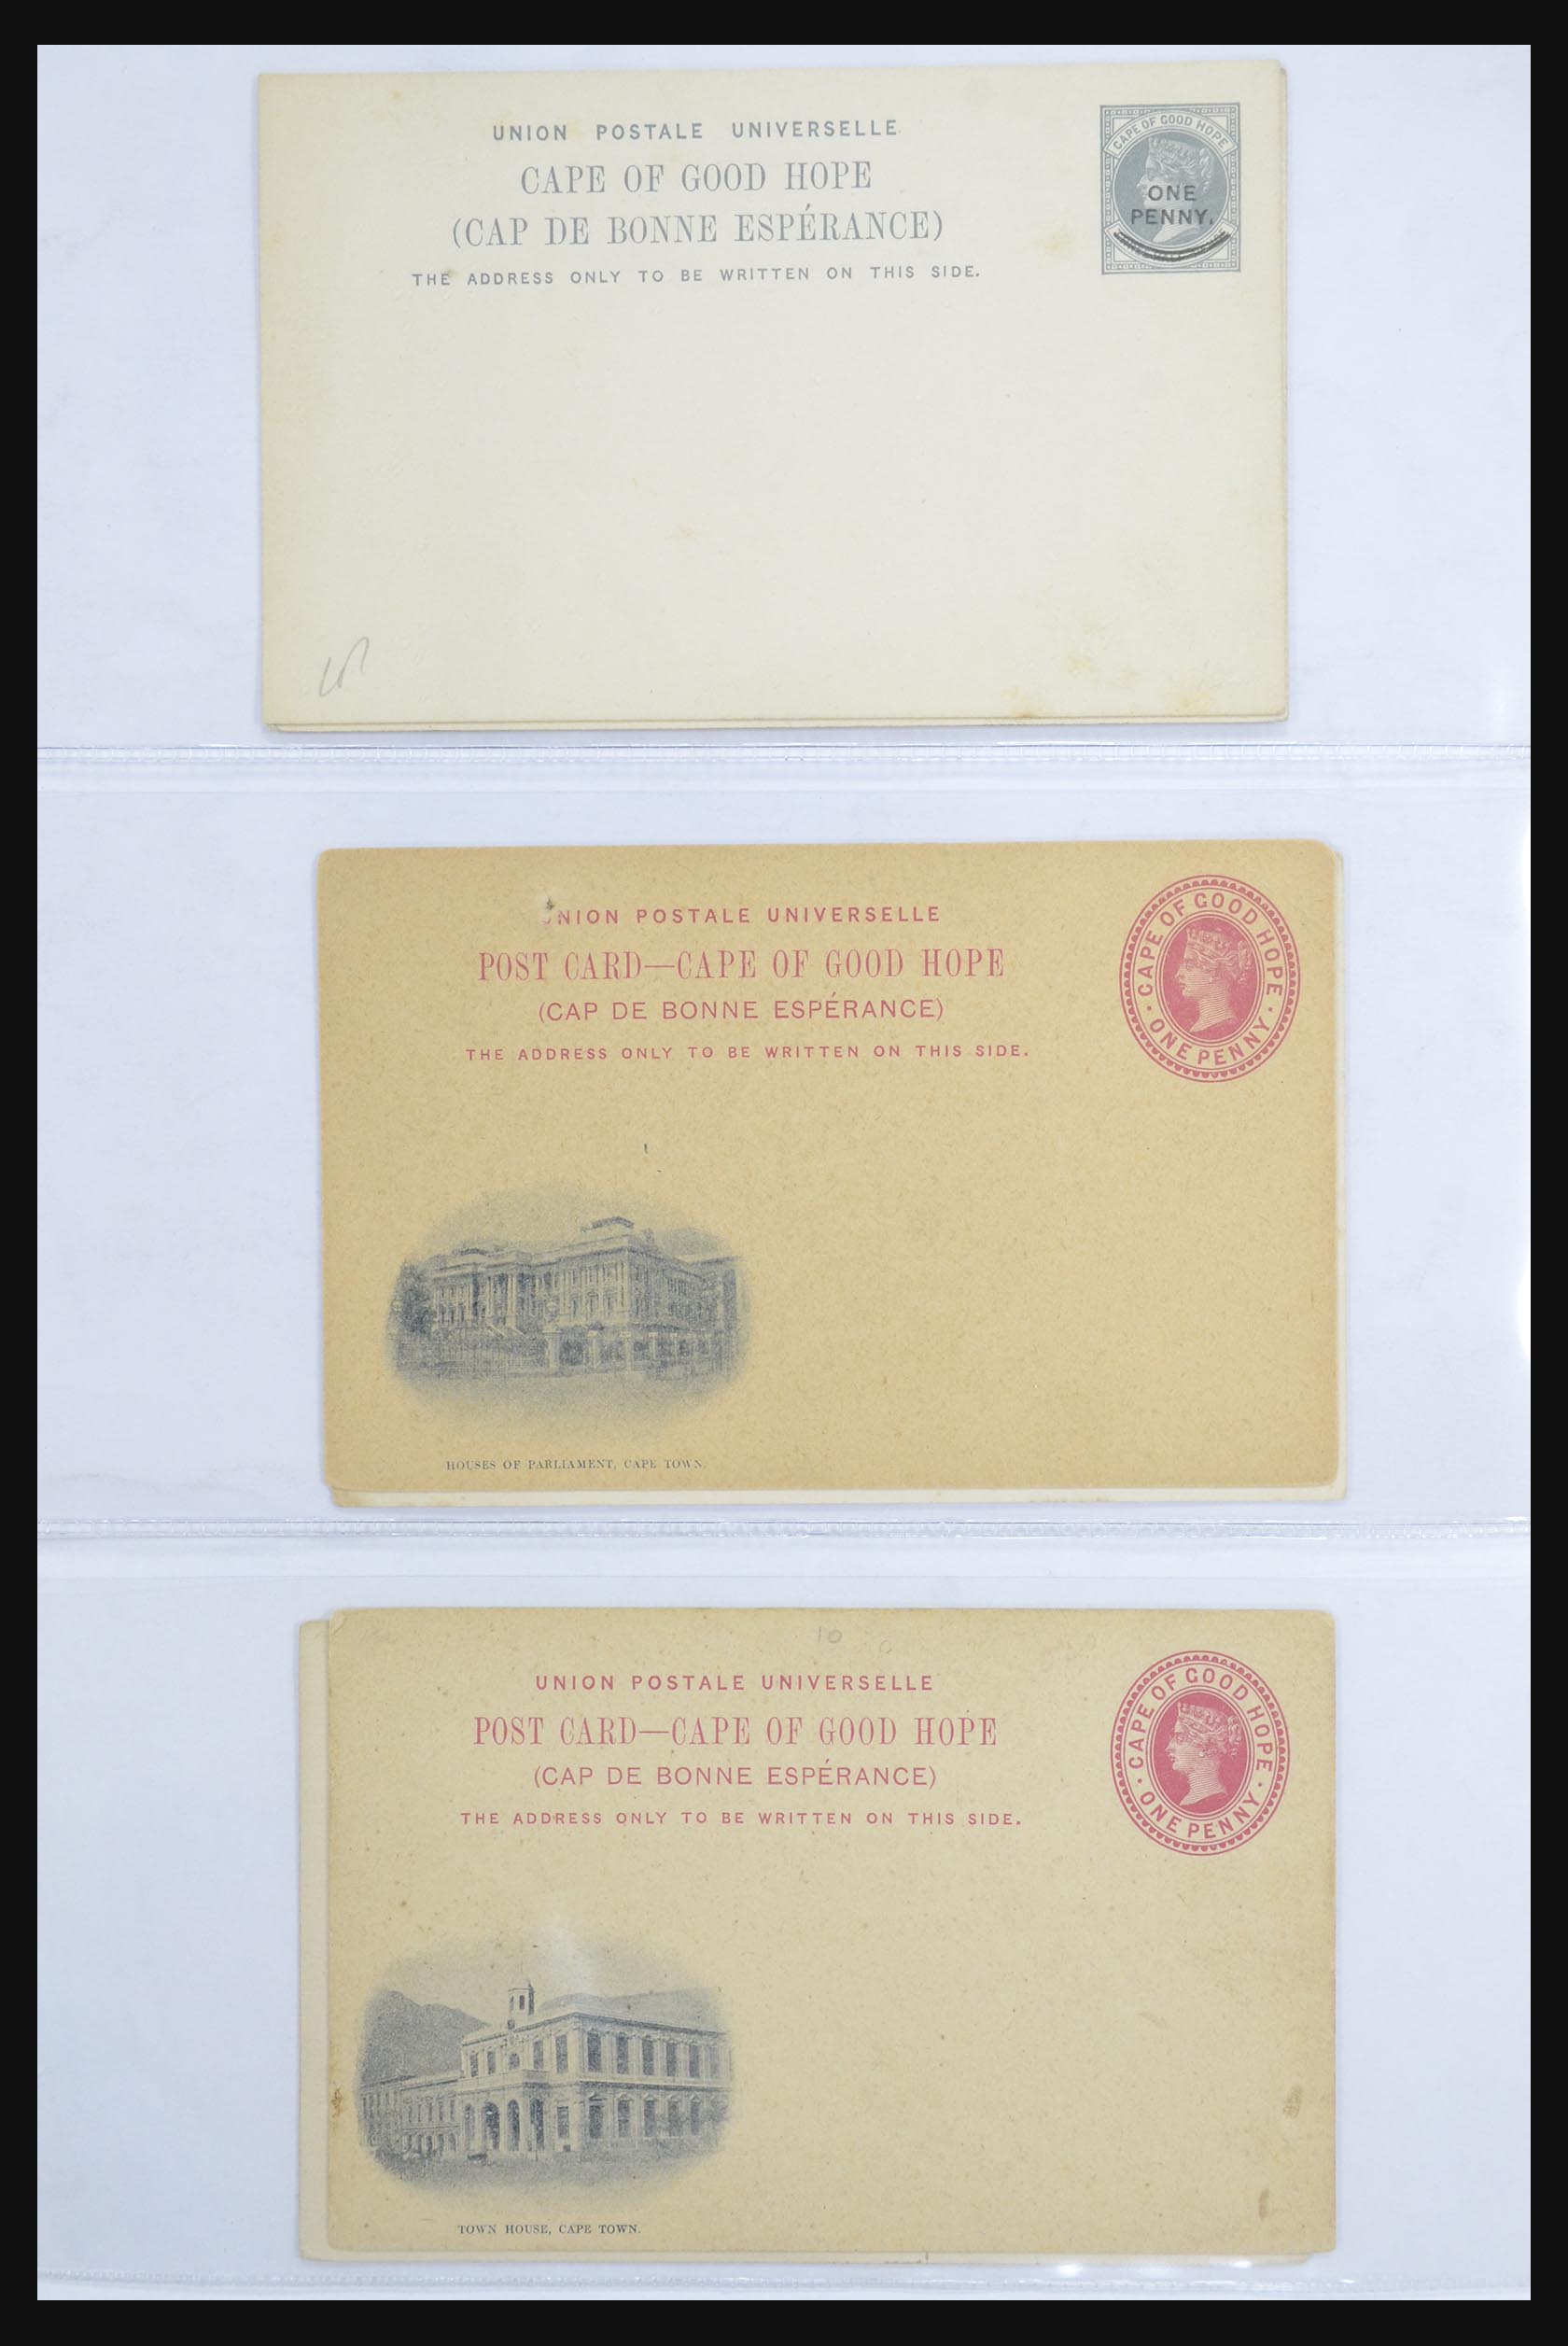 UNION POSTALE UNIVERSELLE
CAPE OF GOOD HOPE
(CAP DE BONNE ESPÉRANCE)
THE ADDRESS ONLY TO BE WRITTEN ON THIS SIDE.
CAPE OF GOOD HOPE
ONE
PENNY.
UNION POSTALE UNIVERSELLE
POST CARD—CAPE OF GOOD HOPE
(CAP DE BONNE ESPÉRANCE)
THE ADDRESS ONLY TO BE WRITTEN ON THIS SIDE.
CAPE OF GOOD HOPE
ONE PENNY
HOUSES OF PARLIAMENT, CAPE TOWN.
10
UNION POSTALE UNIVERSELLE
POST CARD—CAPE OF GOOD HOPE
(CAP DE BONNE ESPÉRANCE)
THE ADDRESS ONLY TO BE WRITTEN ON THIS SIDE.
CAPE OF GOOD HOPE
ONE PENNY
TOWN HOUSE, CAPE TOWN.